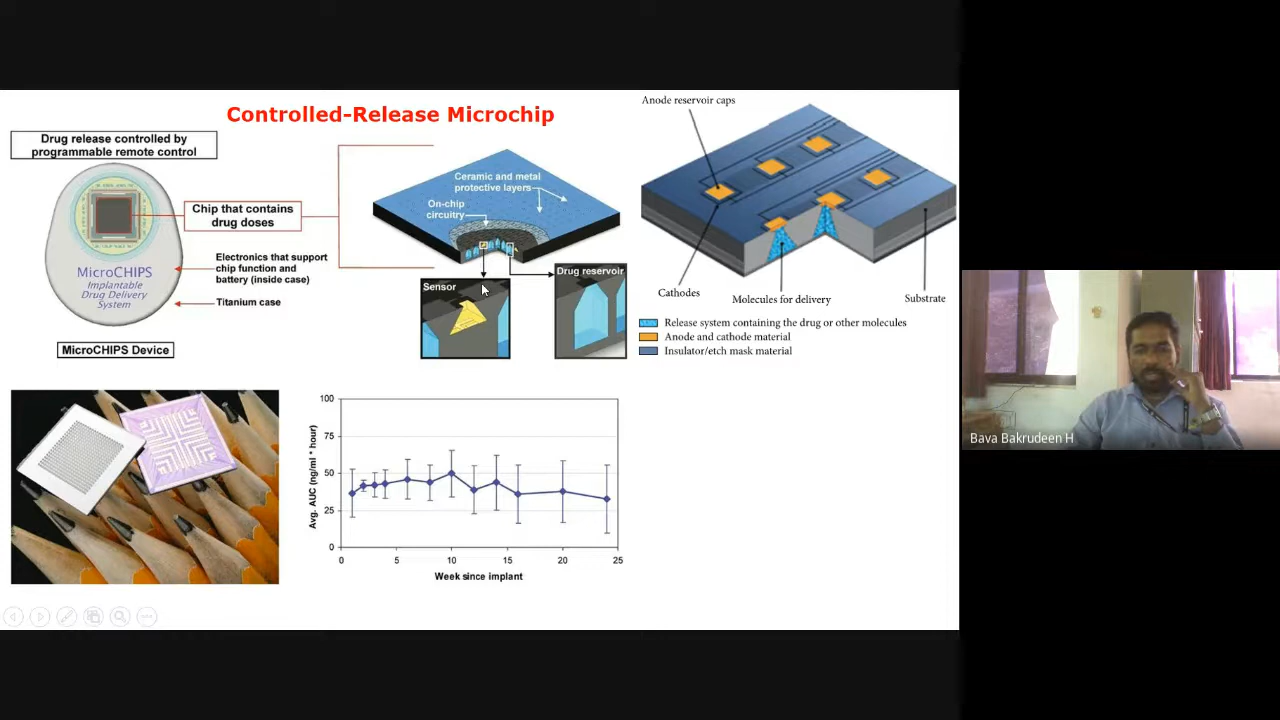 Controlled-Release Microchip
Drug release controlled by
programmable remote control
MicroCHIPS
Implantable
Drug Delivery
System
Chip that contains
drug doses
Electronics that support
chip function and
battery (inside case)
Titanium case
MicroCHIPS Device
Ceramic and metal
protective layers
On-chip
circuitry
Sensor
Drug reservoir
Anode reservoir caps
Cathodes
Molecules for delivery
Substrate
Release system containing the drug or other molecules
Anode and cathode material
Insulator/etch mask material
100
75
50
25
0
Avg. AUC (ng/ml * hour)
0 5 10 15 20 25
Week since implant
Bava Bakrudeen H